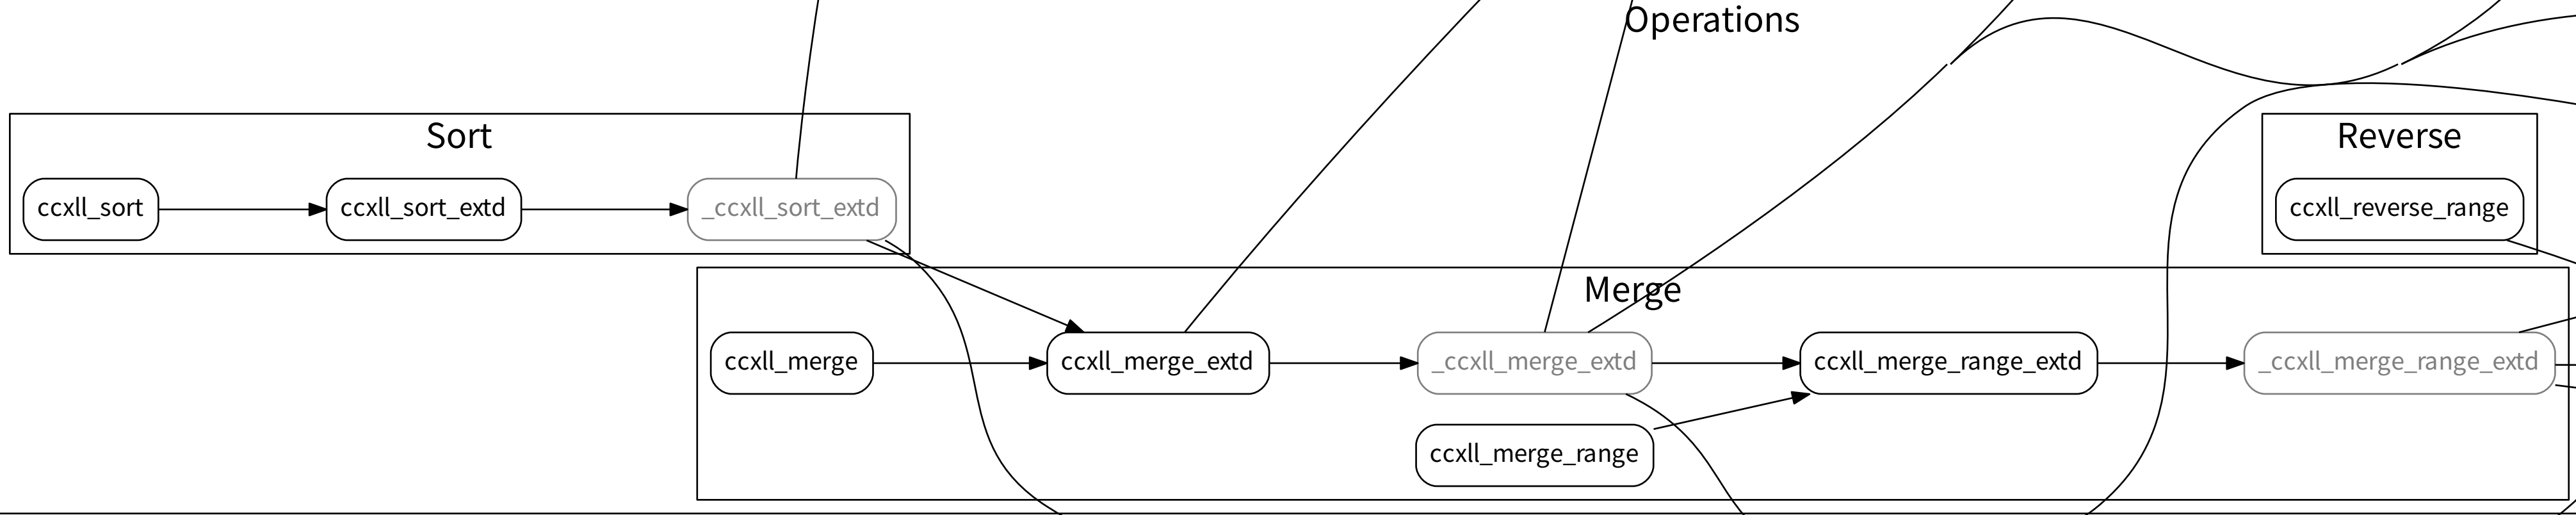 Operations
Sort
Reverse
ccxll_sort
ccxll_sort_extd
_ccxll_sort_extd
ccxll_reverse_range
Merge
ccxll_merge
ccxll_merge_extd
_ccxll_merge_extd
ccxll_merge_range_extd
_ccxll_merge_range_extd
ccxll_merge_range